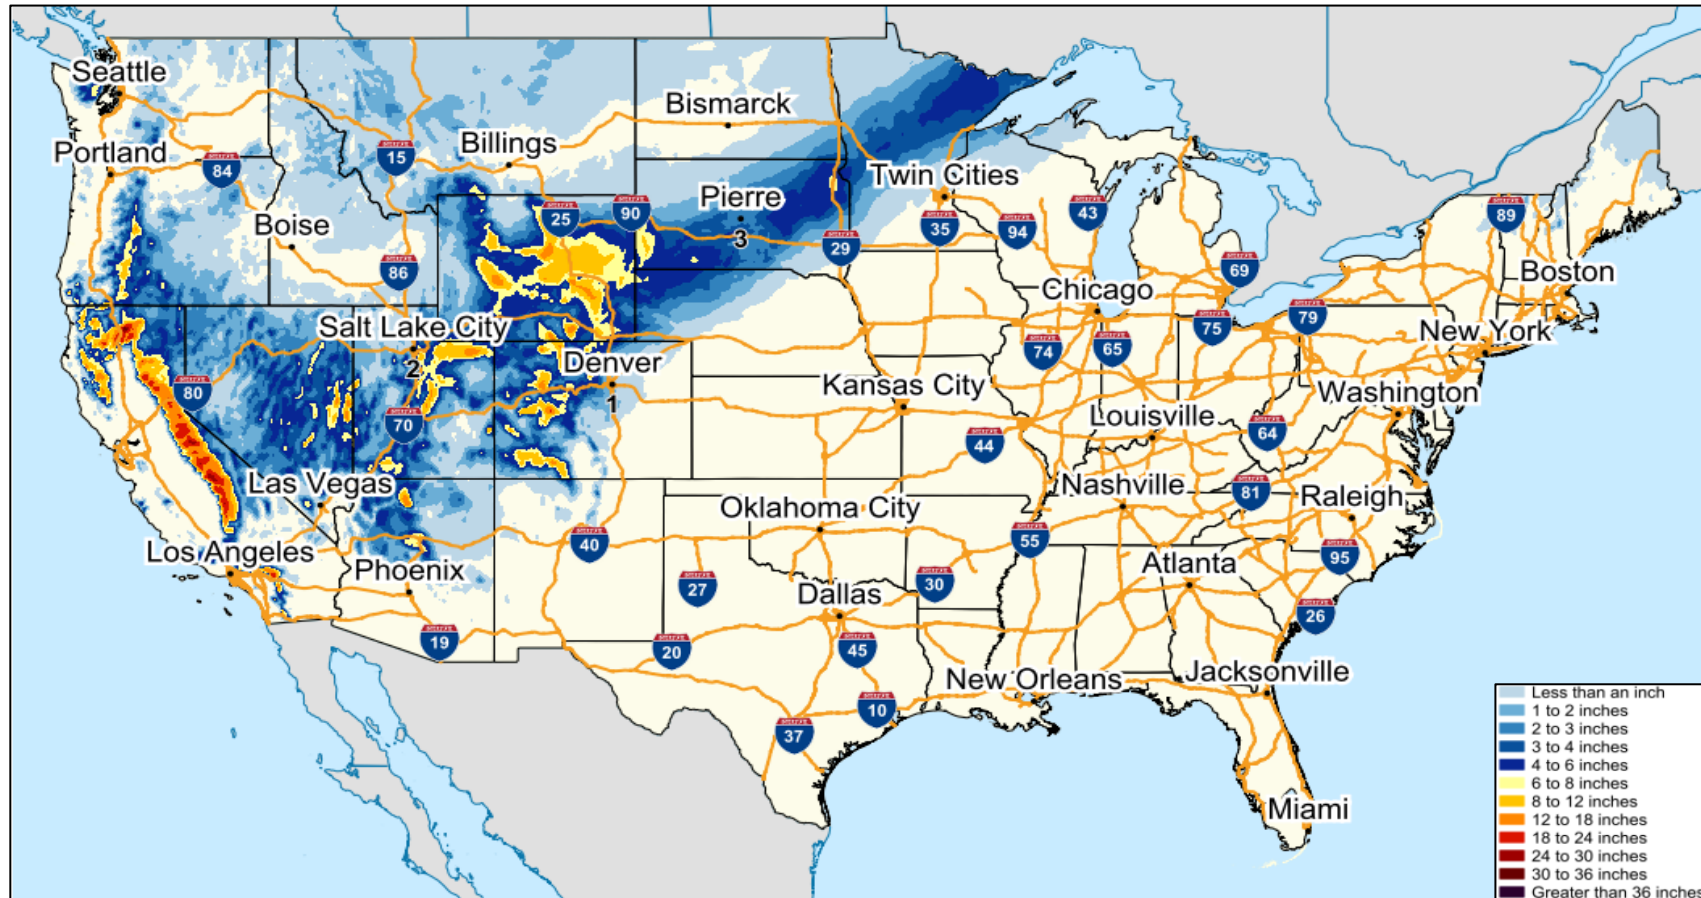 Seattle
Bismarck
Portland
84
15
Billings
Twin Cities
Pierre
3
25
90
35
94
43
89
Boise
86
29
69
Boston
Chicago
Salt Lake City
2
79
New York
75
74
65
Denver
1
80
Kansas City
Washington
70
44
Louisville
64
Las Vegas
Nashville
81
Raleigh
Oklahoma City
40
55
95
Los Angeles
Phoenix
Atlanta
27
30
Dallas
26
19
20
45
New Orleans
Jacksonville
10
37
Miami
Less than an inch
1 to 2 inches
2 to 3 inches
3 to 4 inches
4 to 6 inches
6 to 8 inches
8 to 12 inches
12 to 18 inches
18 to 24 inches
24 to 30 inches
30 to 36 inches
Greater than 36 inches